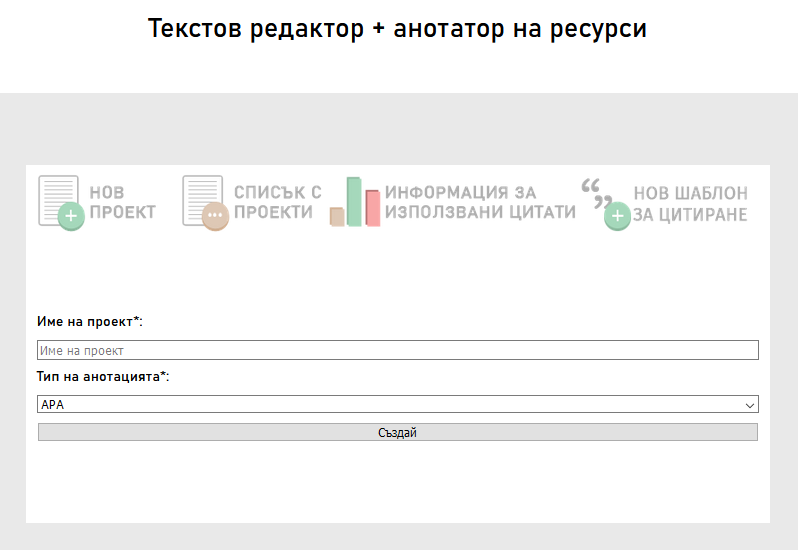 Текстов редактор + анотатор на ресурси
НОВ
ПРОЕКТ
СПИСЪК С
ПРОЕКТИ
ИНФОРМАЦИЯ ЗА
ИЗПОЛЗВАНИ ЦИТАТИ
НОВ ШАБЛОН
ЗА ЦИТИРАНЕ
Име на проект*:
Име на проект
Тип на анотацията*:
APA
Създай